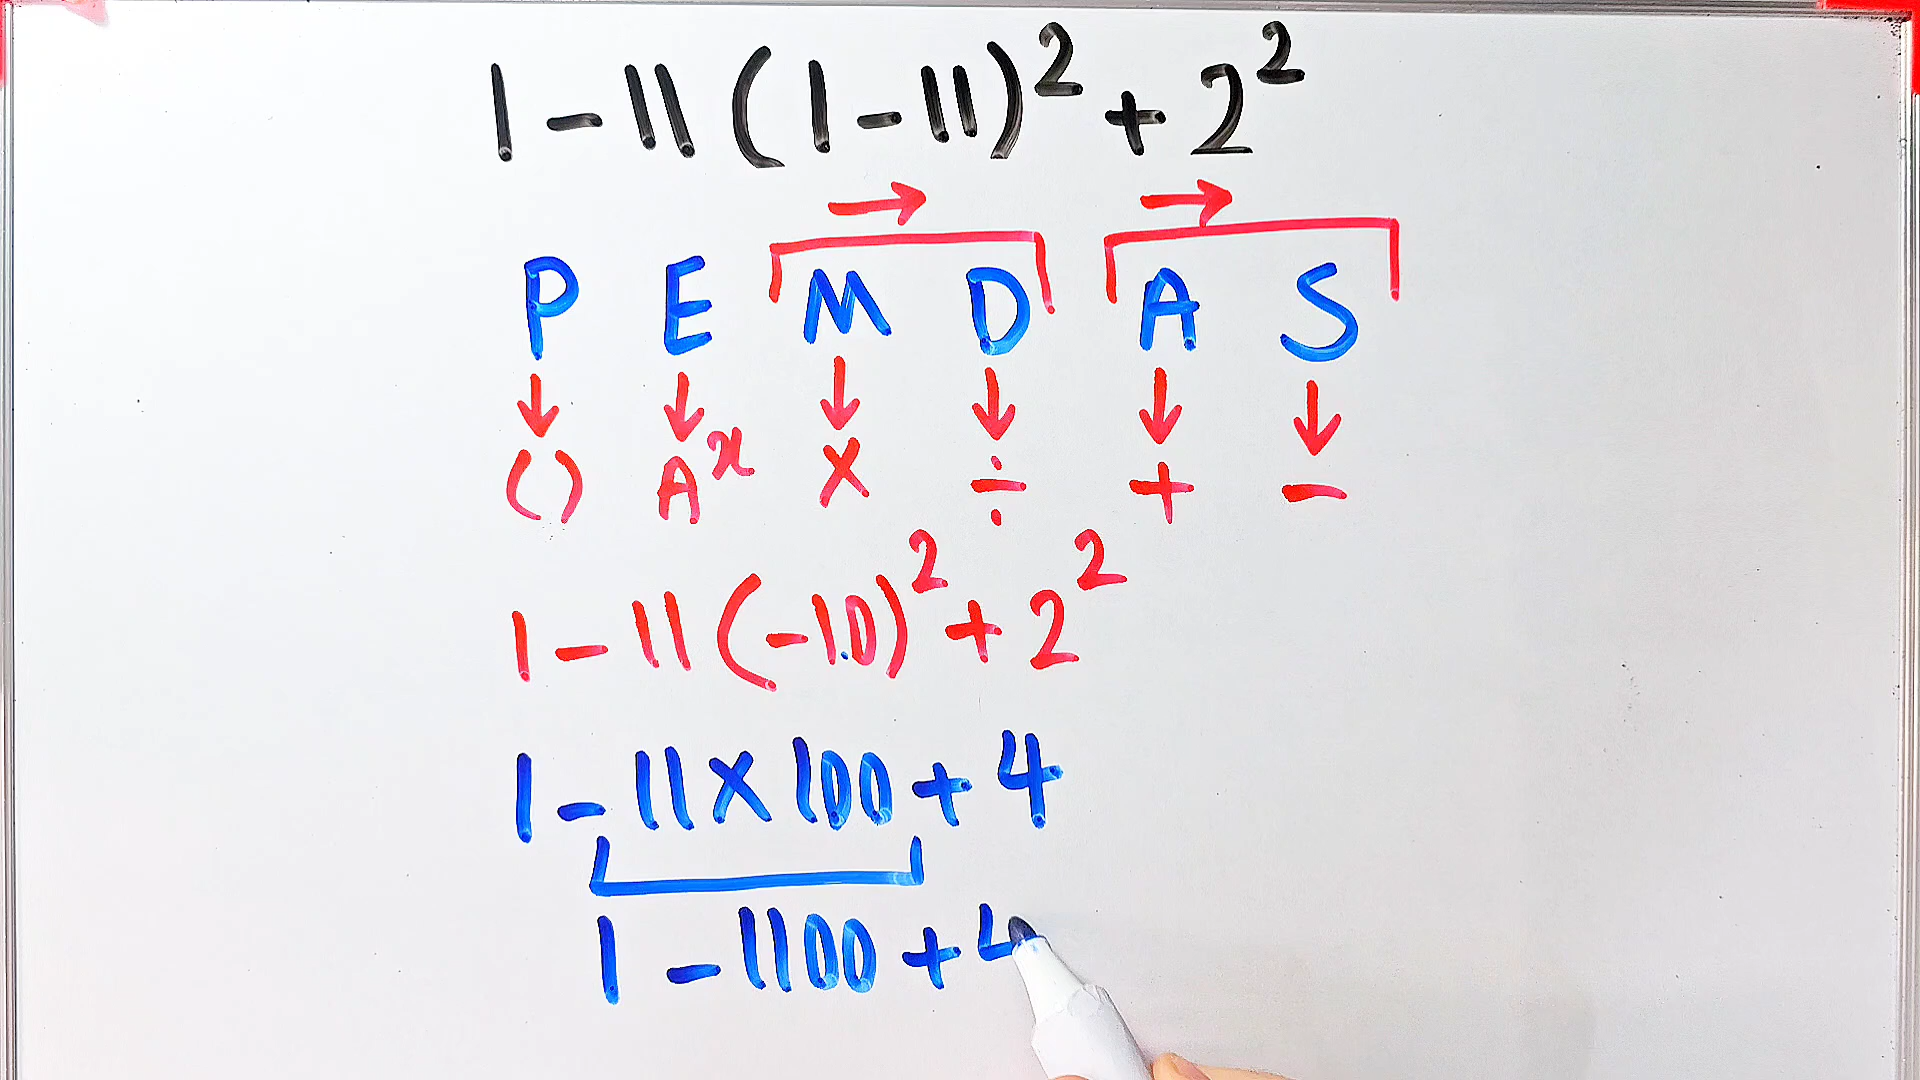 1 - 11 (1 - 11)² + 2²
P E M D A S
( ) Aˣ × ÷ + −
1 - 11 (-10)² + 2²
1 - 11 × 100 + 4
1 - 1100 + 4